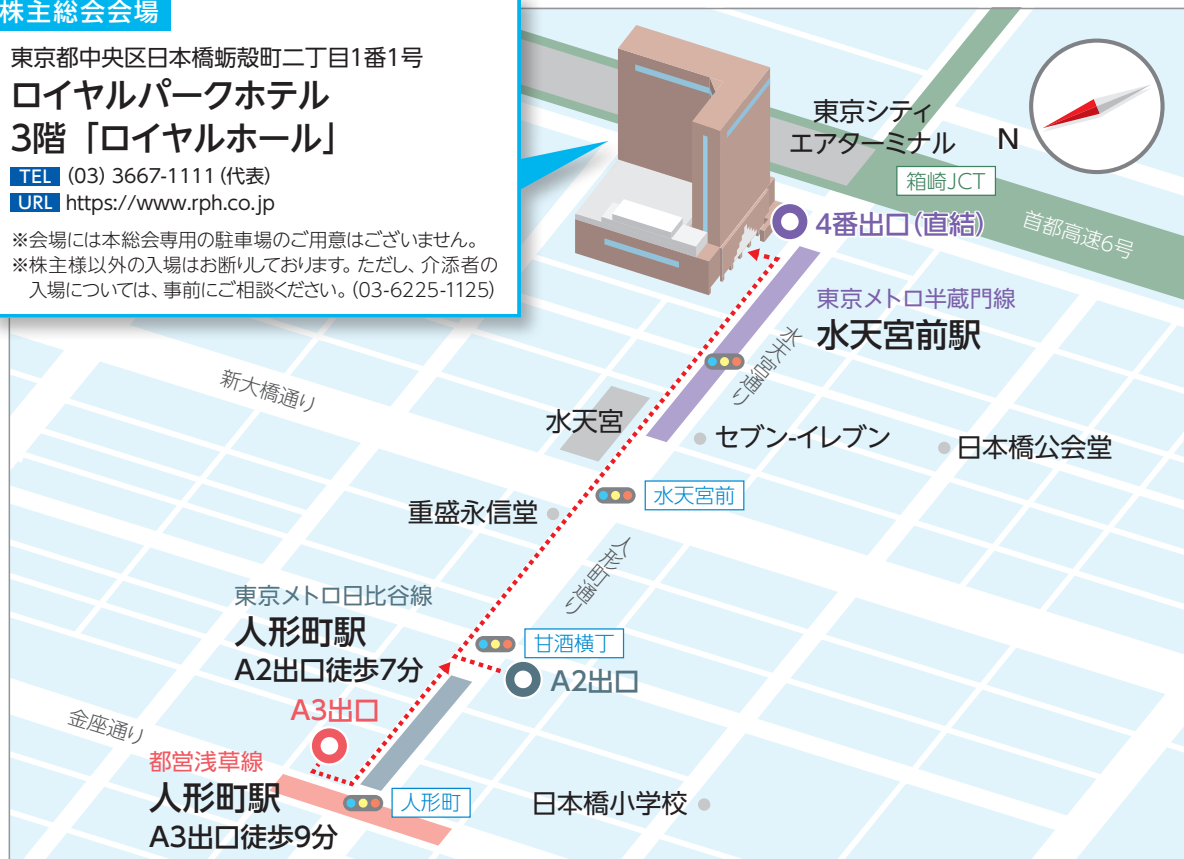 株主総会会場
東京都中央区日本橋蛎殻町二丁目1番1号
ロイヤルパークホテル
3階「ロイヤルホール」
TEL (03) 3667-1111 (代表)
URL https://www.rph.co.jp
※会場には本総会専用の駐車場のご用意はございません。
※株主様以外の入場はお断りしております。ただし、介添者の
入場については、事前にご相談ください。(03-6225-1125)
東京シティ
エアターミナル
N
箱崎JCT
首都高速6号
4番出口(直結)
東京メトロ半蔵門線
水天宮前駅
水天宮通り
新大橋通り
水天宮
セブン-イレブン
日本橋公会堂
水天宮前
重盛永信堂
人形町通り
東京メトロ日比谷線
人形町駅
A2出口徒歩7分
甘酒横丁
A2出口
A3出口
金座通り
都営浅草線
人形町駅
A3出口徒歩9分
人形町
日本橋小学校